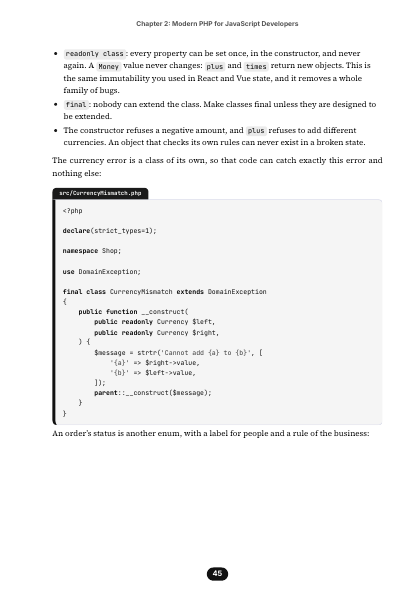 Chapter 2: Modern PHP for JavaScript Developers
• readonly class: every property can be set once, in the constructor, and never
again. A Money value never changes: plus and times return new objects. This is
the same immutability you used in React and Vue state, and it removes a whole
family of bugs.
• final: nobody can extend the class. Make classes final unless they are designed to
be extended.
• The constructor refuses a negative amount, and plus refuses to add different
currencies. An object that checks its own rules can never exist in a broken state.
The currency error is a class of its own, so that code can catch exactly this error and
nothing else:
src/CurrencyMismatch.php
<?php
declare(strict_types=1);
namespace Shop;
use DomainException;
final class CurrencyMismatch extends DomainException
{
    public function __construct(
        public readonly Currency $left,
        public readonly Currency $right,
    ) {
        $message = strtr('Cannot add {a} to {b}', [
            '{a}' => $right->value,
            '{b}' => $left->value,
        ]);
        parent::__construct($message);
    }
}
An order's status is another enum, with a label for people and a rule of the business:
45